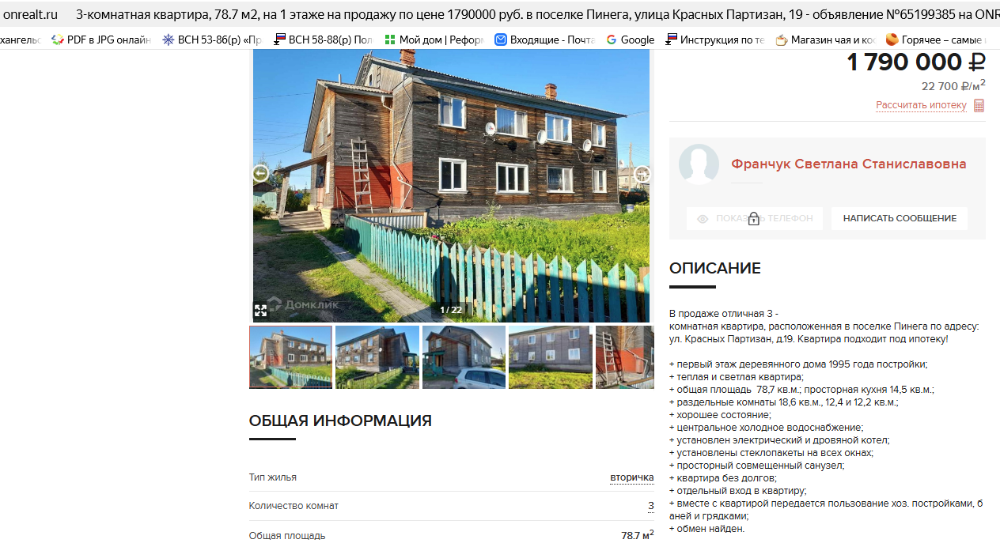 onrealt.ru 3-комнатная квартира, 78.7 м2, на 1 этаже на продажу по цене 1790000 руб. в поселке Пинега, улица Красных Партизан, 19 - объявление №65199385 на ONR
хангельс PDF в JPG онлайн ВСН 53-86(р) «Пр ВСН 58-88(р) Пол Мой дом | Рефор Входящие - Почта Google Инструкция по те Магазин чая и кос Горячее – самые
1 790 000 ₽
22 700 ₽/м2
Рассчитать ипотеку
Франчук Светлана Станиславовна
ПОКАЗАТЬ ТЕЛЕФОН НАПИСАТЬ СООБЩЕНИЕ
Домклик
1 / 22
ОПИСАНИЕ
В продаже отличная 3 -
комнатная квартира, расположенная в поселке Пинега по адресу:
ул. Красных Партизан, д.19. Квартира подходит под ипотеку!
+ первый этаж деревянного дома 1995 года постройки;
+ теплая и светлая квартира;
+ общая площадь 78,7 кв.м.; просторная кухня 14,5 кв.м.;
+ раздельные комнаты 18,6 кв.м., 12,4 и 12,2 кв.м.;
+ хорошее состояние;
+ центральное холодное водоснабжение;
+ установлен электрический и дровяной котел;
+ установлены стеклопакеты на всех окнах;
+ просторный совмещенный санузел;
+ квартира без долгов;
+ отдельный вход в квартиру;
+ вместе с квартирой передается пользование хоз. постройками, б
аней и грядками;
+ обмен найден.
ОБЩАЯ ИНФОРМАЦИЯ
Тип жилья вторичка
Количество комнат 3
Общая площадь 78.7 м2